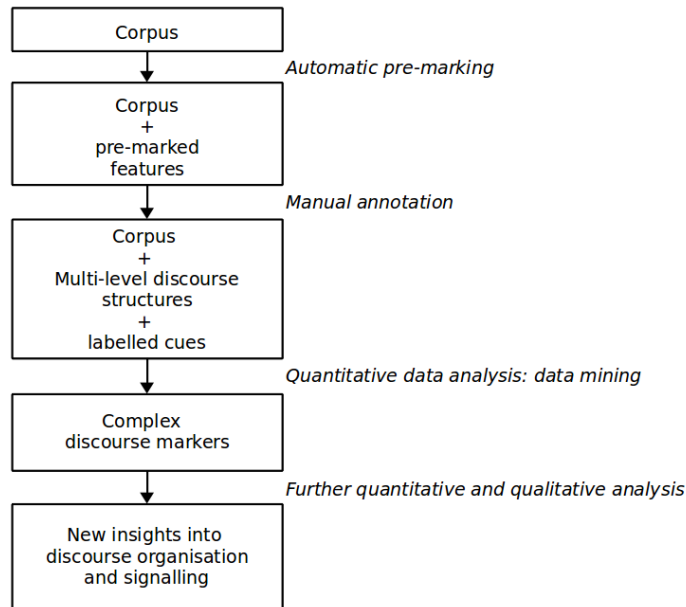 Corpus
Automatic pre-marking
Corpus
+
pre-marked
features
Manual annotation
Corpus
+
Multi-level discourse
structures
+
labelled cues
Quantitative data analysis: data mining
Complex
discourse markers
Further quantitative and qualitative analysis
New insights into
discourse organisation
and signalling